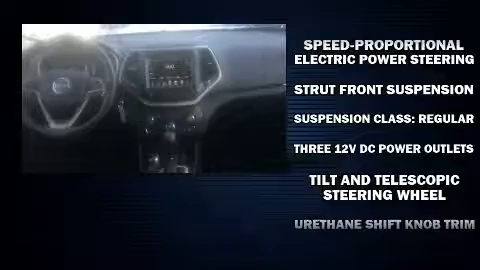 SPEED-PROPORTIONAL
ELECTRIC POWER STEERING
STRUT FRONT SUSPENSION
SUSPENSION CLASS: REGULAR
THREE 12V DC POWER OUTLETS
TILT AND TELESCOPIC
STEERING WHEEL
URETHANE SHIFT KNOB TRIM